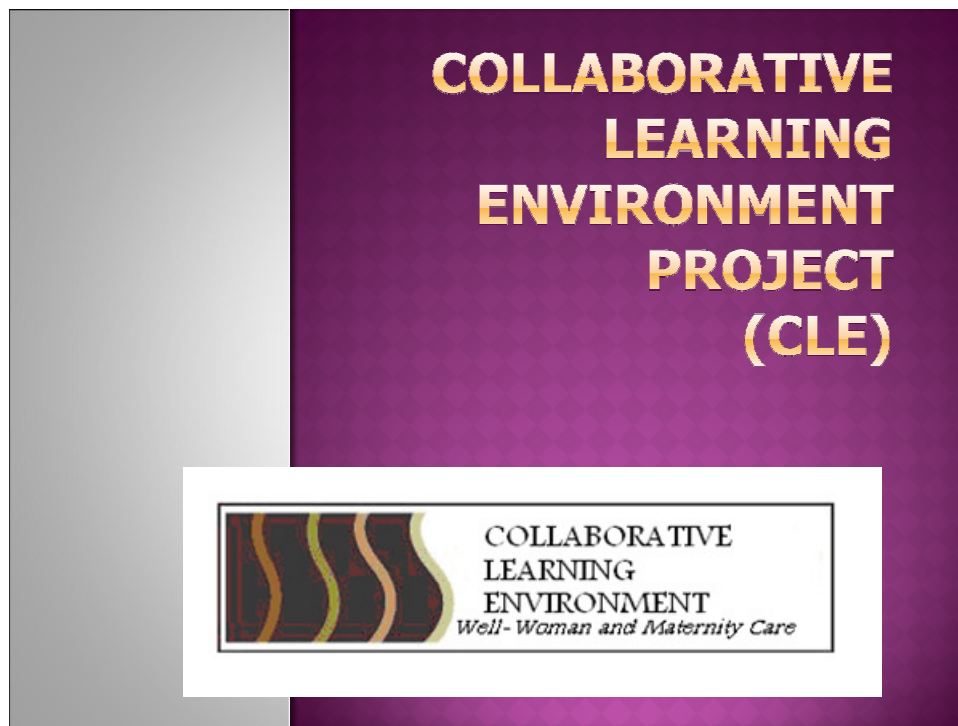 COLLABORATIVE
LEARNING
ENVIRONMENT
PROJECT
(CLE)
COLLABORATIVE
LEARNING
ENVIRONMENT
Well-Woman and Maternity Care